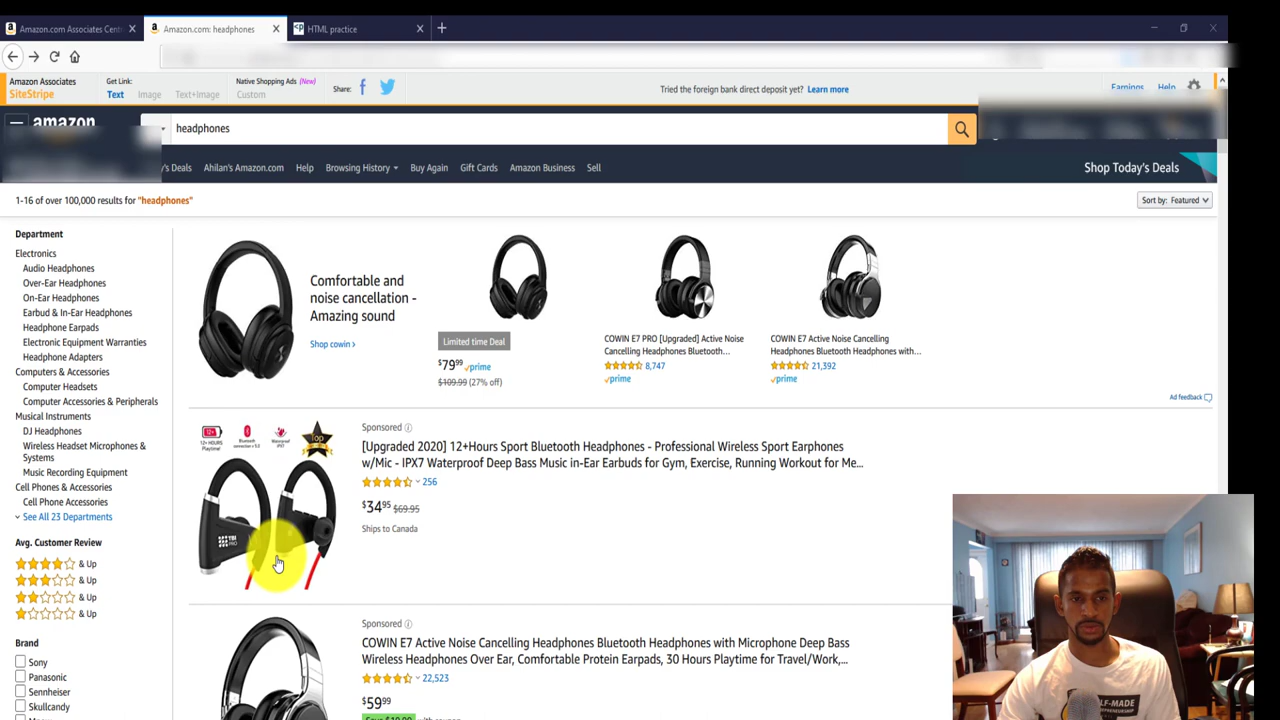 Amazon.com Associates Cent
Amazon.com: headphones
HTML practice
Amazon Associates
SiteStripe
Get Link:
Text Image Text+Image
Native Shopping Ads (New)
Custom
Share:
Tried the foreign bank direct deposit yet? Learn more
Earnings Help
amazon
headphones
's Deals Ahilan's Amazon.com Help Browsing History Buy Again Gift Cards Amazon Business Sell
Shop Today's Deals
1-16 of over 100,000 results for "headphones"
Sort by: Featured
Department
Electronics
Audio Headphones
Over-Ear Headphones
On-Ear Headphones
Earbud & In-Ear Headphones
Headphone Earpads
Electronic Equipment Warranties
Headphone Adapters
Computers & Accessories
Computer Headsets
Computer Accessories & Peripherals
Musical Instruments
DJ Headphones
Wireless Headset Microphones &
Systems
Music Recording Equipment
Cell Phones & Accessories
Cell Phone Accessories
See All 23 Departments
Avg. Customer Review
& Up
& Up
& Up
& Up
Brand
Sony
Panasonic
Sennheiser
Skullcandy
Comfortable and
noise cancellation -
Amazing sound
Shop cowin ›
Limited time Deal
$79.99 prime
$109.99 (27% off)
COWIN E7 PRO [Upgraded] Active Noise
Cancelling Headphones Bluetooth...
8,747
prime
COWIN E7 Active Noise Cancelling
Headphones Bluetooth Headphones with...
21,392
prime
Ad feedback
12+ HOURS
Playtime!
Bluetooth
Waterproof
IPX7
Top
TBI
PRO
Sponsored
[Upgraded 2020] 12+Hours Sport Bluetooth Headphones - Professional Wireless Sport Earphones
w/Mic - IPX7 Waterproof Deep Bass Music in-Ear Earbuds for Gym, Exercise, Running Workout for Me...
256
$34.95 $69.95
Ships to Canada
Sponsored
COWIN E7 Active Noise Cancelling Headphones Bluetooth Headphones with Microphone Deep Bass
Wireless Headphones Over Ear, Comfortable Protein Earpads, 30 Hours Playtime for Travel/Work,...
22,523
$59.99
with coupon